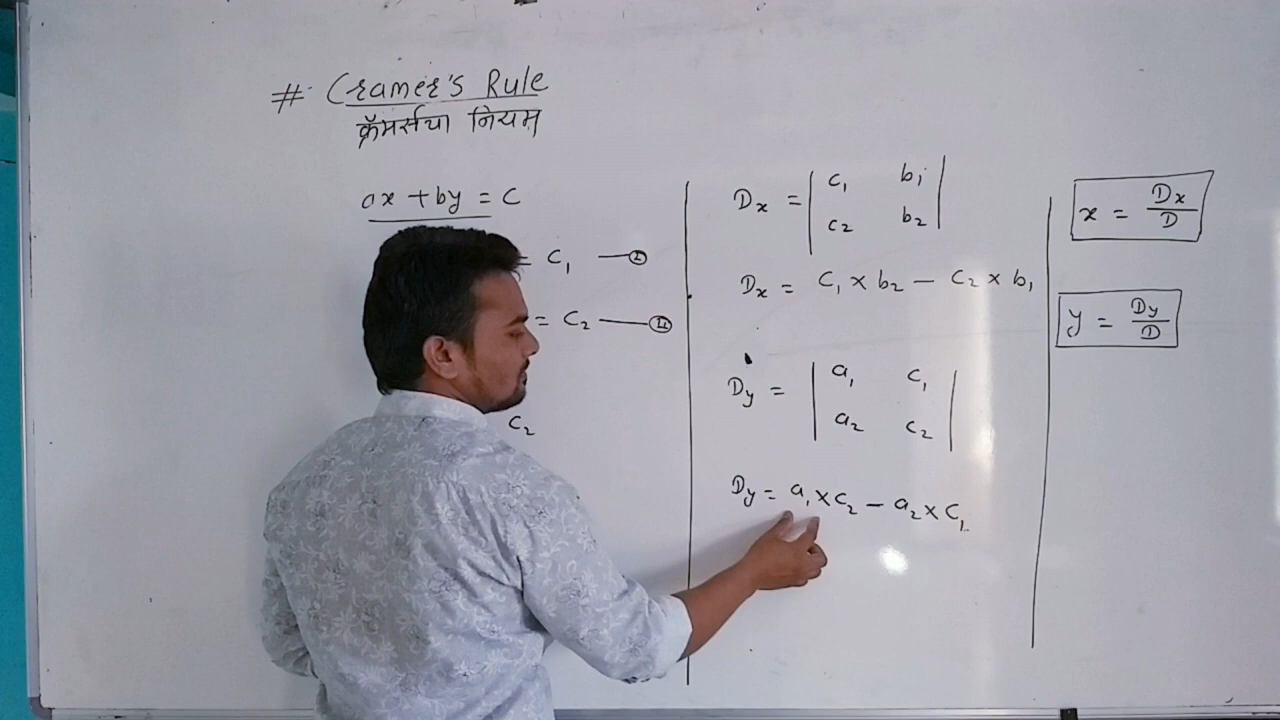 # Cramer's Rule
क्रॅमर्सचा नियम
ax + by = C
= C₁ —①
= C₂ —②
C₂
Dx = | C₁ b₁ |
| C₂ b₂ |
Dx = C₁ × b₂ — C₂ × b₁
Dy = | a₁ C₁ |
| a₂ C₂ |
Dy = a₁ × C₂ — a₂ × C₁
x = Dx/D
y = Dy/D